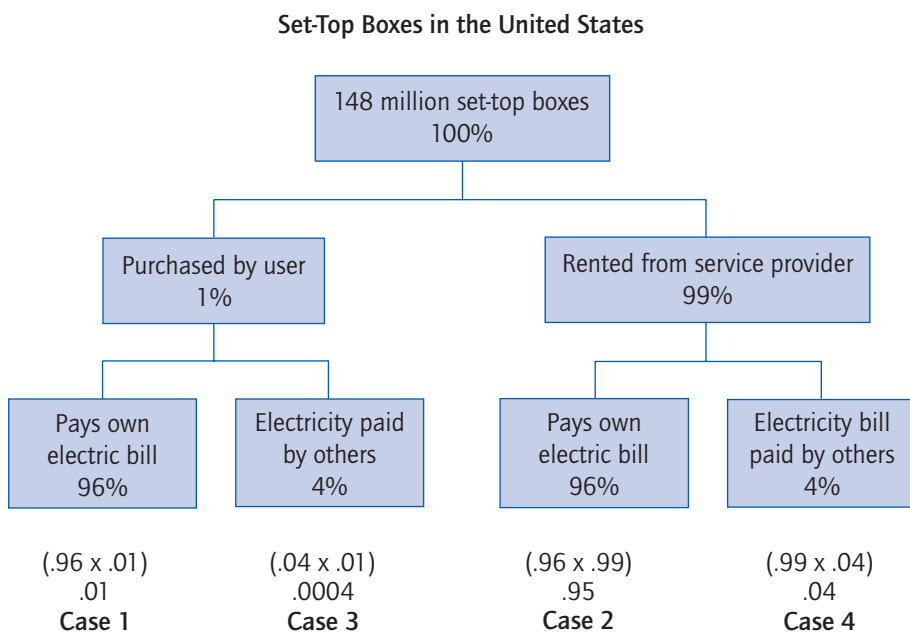 Set-Top Boxes in the United States
148 million set-top boxes
100%
Purchased by user
1%
Rented from service provider
99%
Pays own
electric bill
96%
Electricity paid
by others
4%
Pays own
electric bill
96%
Electricity bill
paid by others
4%
(.96 x .01)
.01
Case 1
(.04 x .01)
.0004
Case 3
(.96 x .99)
.95
Case 2
(.99 x .04)
.04
Case 4